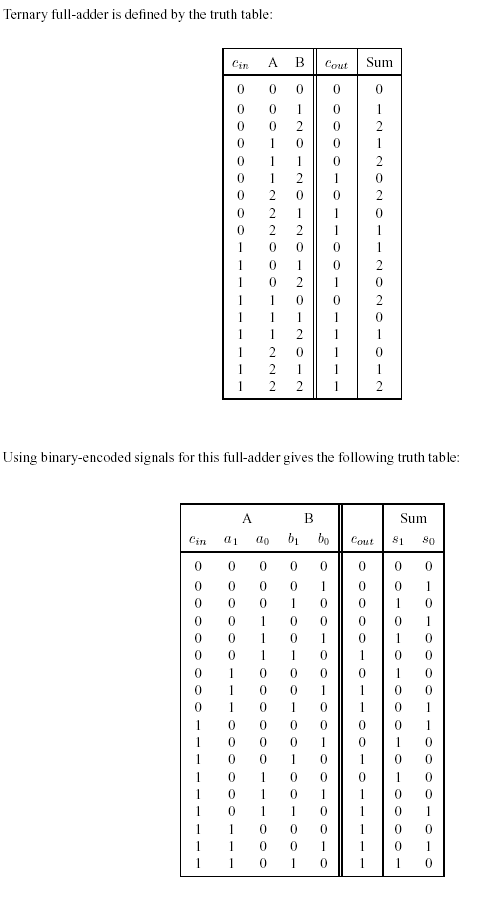 Ternary full-adder is defined by the truth table:
c_in A B c_out Sum
0 0 0 0 0
0 0 1 0 1
0 0 2 0 2
0 1 0 0 1
0 1 1 0 2
0 1 2 1 0
0 2 0 0 2
0 2 1 1 0
0 2 2 1 1
1 0 0 0 1
1 0 1 0 2
1 0 2 1 0
1 1 0 0 2
1 1 1 1 0
1 1 2 1 1
1 2 0 1 0
1 2 1 1 1
1 2 2 1 2
Using binary-encoded signals for this full-adder gives the following truth table:
A B Sum
c_in a_1 a_0 b_1 b_0 c_out s_1 s_0
0 0 0 0 0 0 0 0
0 0 0 0 1 0 0 1
0 0 0 1 0 0 1 0
0 0 1 0 0 0 0 1
0 0 1 0 1 0 1 0
0 0 1 1 0 1 0 0
0 1 0 0 0 0 1 0
0 1 0 0 1 1 0 0
0 1 0 1 0 1 0 1
1 0 0 0 0 0 0 1
1 0 0 0 1 0 1 0
1 0 0 1 0 1 0 0
1 0 1 0 0 0 1 0
1 0 1 0 1 1 0 0
1 0 1 1 0 1 0 1
1 1 0 0 0 1 0 0
1 1 0 0 1 1 0 1
1 1 0 1 0 1 1 0